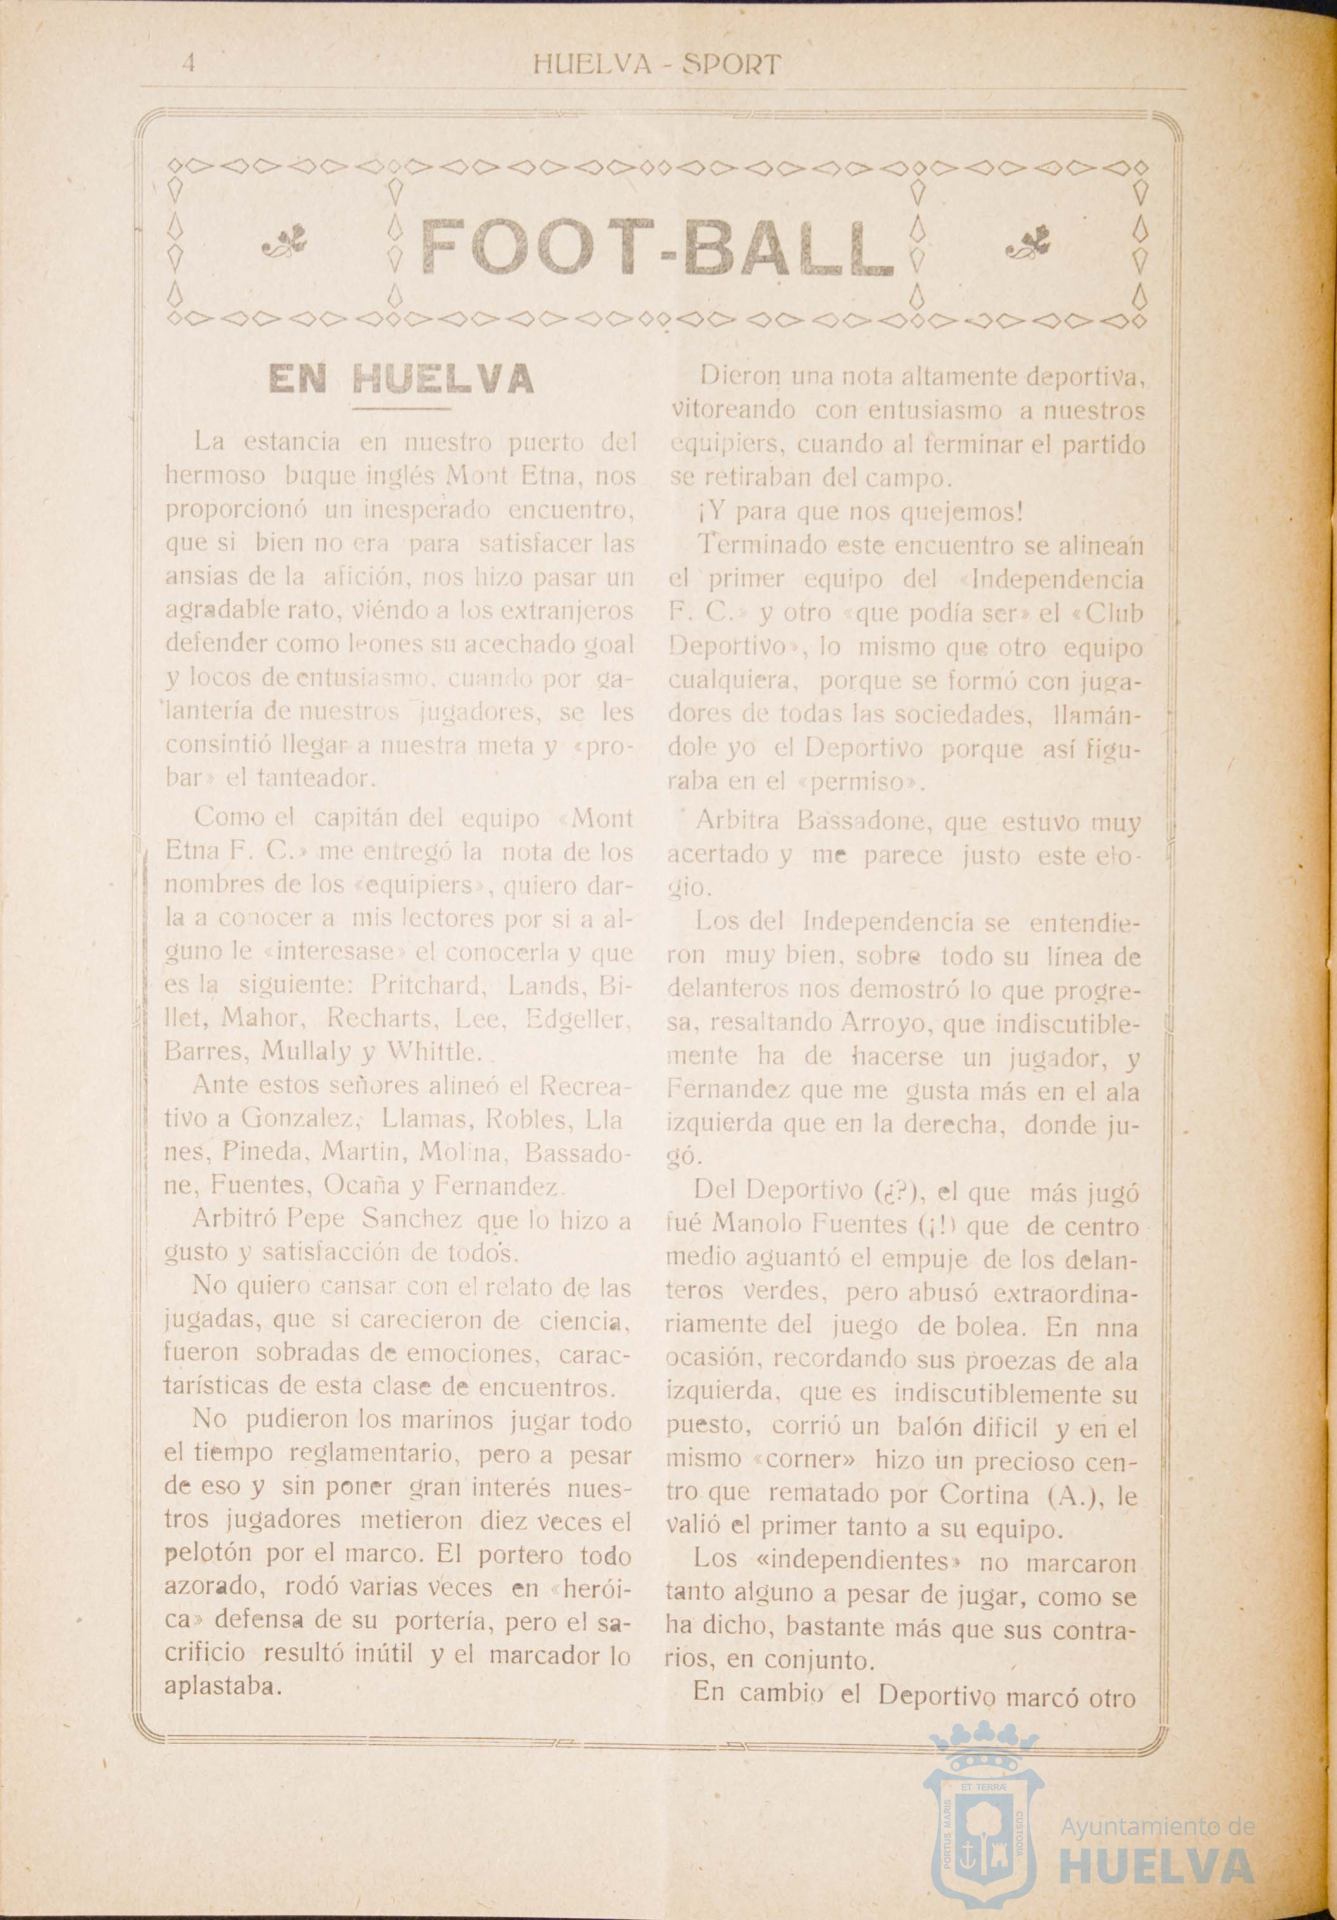 4
HUELVA - SPORT
FOOT-BALL
EN HUELVA
La estancia en nuestro puerto del
hermoso buque inglés Mont Etna, nos
proporcionó un inesperado encuentro,
que si bien no era para satisfacer las
ansias de la afición, nos hizo pasar un
agradable rato, viéndo a los extranjeros
defender como leones su acechado goal
y locos de entusiasmo, cuando por ga-
lantería de nuestros jugadores, se les
consintió llegar a nuestra meta y «pro-
bar» el tanteador.
Como el capitán del equipo «Mont
Etna F. C.» me entregó la nota de los
nombres de los «equipiers», quiero dar-
la a conocer a mis lectores por si a al-
guno le «interesase» el conocerla y que
es la siguiente: Pritchard, Lands, Bi-
llet, Mahor, Recharts, Lee, Edgeller,
Barres, Mullaly y Whittle.
Ante estos señores alineó el Recrea-
tivo a Gonzalez, Llamas, Robles, Lla
nes, Pineda, Martin, Molina, Bassado-
ne, Fuentes, Ocaña y Fernandez.
Arbitró Pepe Sanchez que lo hizo a
gusto y satisfacción de todos.
No quiero cansar con el relato de las
jugadas, que si carecieron de ciencia,
fueron sobradas de emociones, carac-
tarísticas de esta clase de encuentros.
No pudieron los marinos jugar todo
el tiempo reglamentario, pero a pesar
de eso y sin poner gran interés nues-
tros jugadores metieron diez veces el
pelotón por el marco. El portero todo
azorado, rodó varias veces en «herói-
ca» defensa de su portería, pero el sa-
crificio resultó inútil y el marcador lo
aplastaba.
Dieron una nota altamente deportiva,
vitoreando con entusiasmo a nuestros
equipiers, cuando al terminar el partido
se retiraban del campo.
¡Y para que nos quejemos!
Terminado este encuentro se alinean
el primer equipo del «Independencia
F. C.» y otro «que podía ser» el «Club
Deportivo», lo mismo que otro equipo
cualquiera, porque se formó con juga-
dores de todas las sociedades, llamán-
dole yo el Deportivo porque así figu-
raba en el «permiso».
Arbitra Bassadone, que estuvo muy
acertado y me parece justo este elo-
gio.
Los del Independencia se entendie-
ron muy bien, sobre todo su línea de
delanteros nos demostró lo que progre-
sa, resaltando Arroyo, que indiscutible-
mente ha de hacerse un jugador, y
Fernandez que me gusta más en el ala
izquierda que en la derecha, donde ju-
gó.
Del Deportivo (¿?), el que más jugó
fué Manolo Fuentes (¡!) que de centro
medio aguantó el empuje de los delan-
teros verdes, pero abusó extraordina-
riamente del juego de bolea. En nna
ocasión, recordando sus proezas de ala
izquierda, que es indiscutiblemente su
puesto, corrió un balón dificil y en el
mismo «corner» hizo un precioso cen-
tro que rematado por Cortina (A.), le
valió el primer tanto a su equipo.
Los «independientes» no marcaron
tanto alguno a pesar de jugar, como se
ha dicho, bastante más que sus contra-
rios, en conjunto.
En cambio el Deportivo marcó otro
ET TERRÆ
PORTUS MARIS
CUSTODIA
Ayuntamiento de
HUELVA